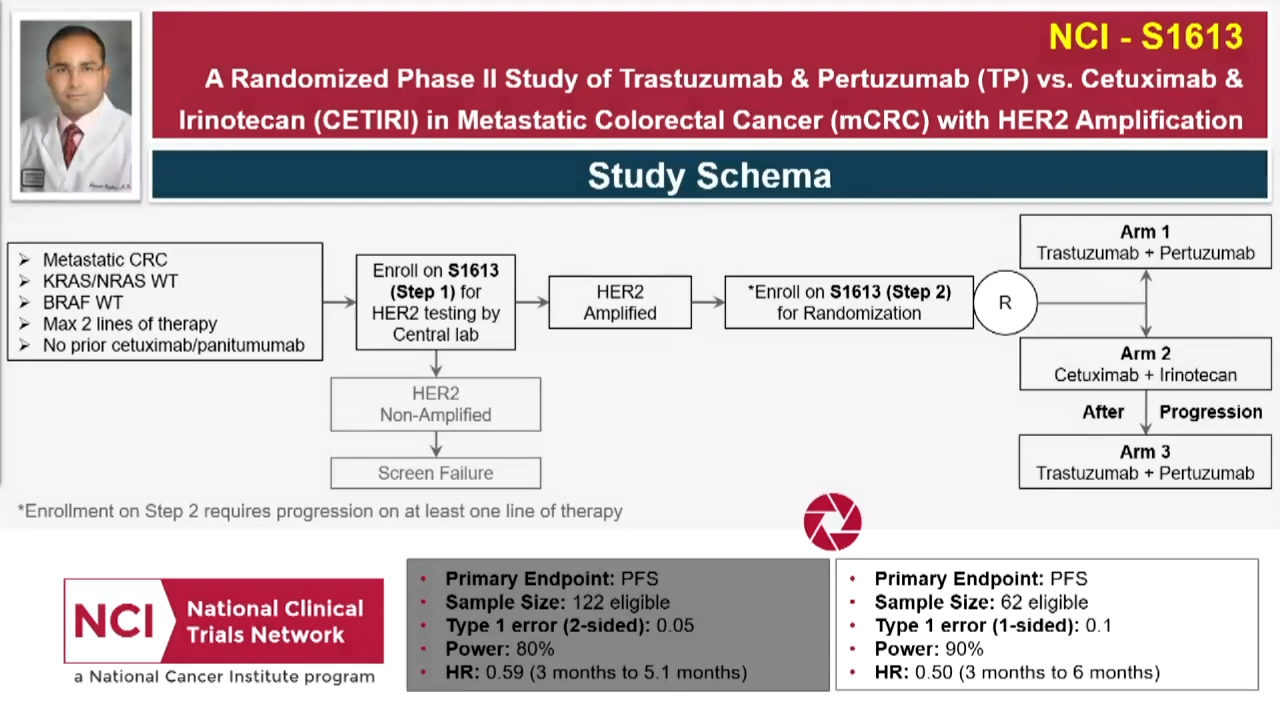 NCI - S1613
A Randomized Phase II Study of Trastuzumab & Pertuzumab (TP) vs. Cetuximab &
Irinotecan (CETIRI) in Metastatic Colorectal Cancer (mCRC) with HER2 Amplification
Study Schema
Metastatic CRC
KRAS/NRAS WT
BRAF WT
Max 2 lines of therapy
No prior cetuximab/panitumumab
Enroll on S1613
(Step 1) for
HER2 testing by
Central lab
HER2
Non-Amplified
Screen Failure
HER2
Amplified
*Enroll on S1613 (Step 2)
for Randomization
R
Arm 1
Trastuzumab + Pertuzumab
Arm 2
Cetuximab + Irinotecan
After Progression
Arm 3
Trastuzumab + Pertuzumab
*Enrollment on Step 2 requires progression on at least one line of therapy
NCI
National Clinical
Trials Network
a National Cancer Institute program
• Primary Endpoint: PFS
• Sample Size: 122 eligible
• Type 1 error (2-sided): 0.05
• Power: 80%
• HR: 0.59 (3 months to 5.1 months)
• Primary Endpoint: PFS
• Sample Size: 62 eligible
• Type 1 error (1-sided): 0.1
• Power: 90%
• HR: 0.50 (3 months to 6 months)